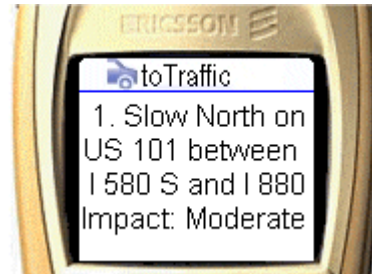 ERICSSON
toTraffic
1. Slow North on
US 101 between
I 580 S and I 880
Impact: Moderate